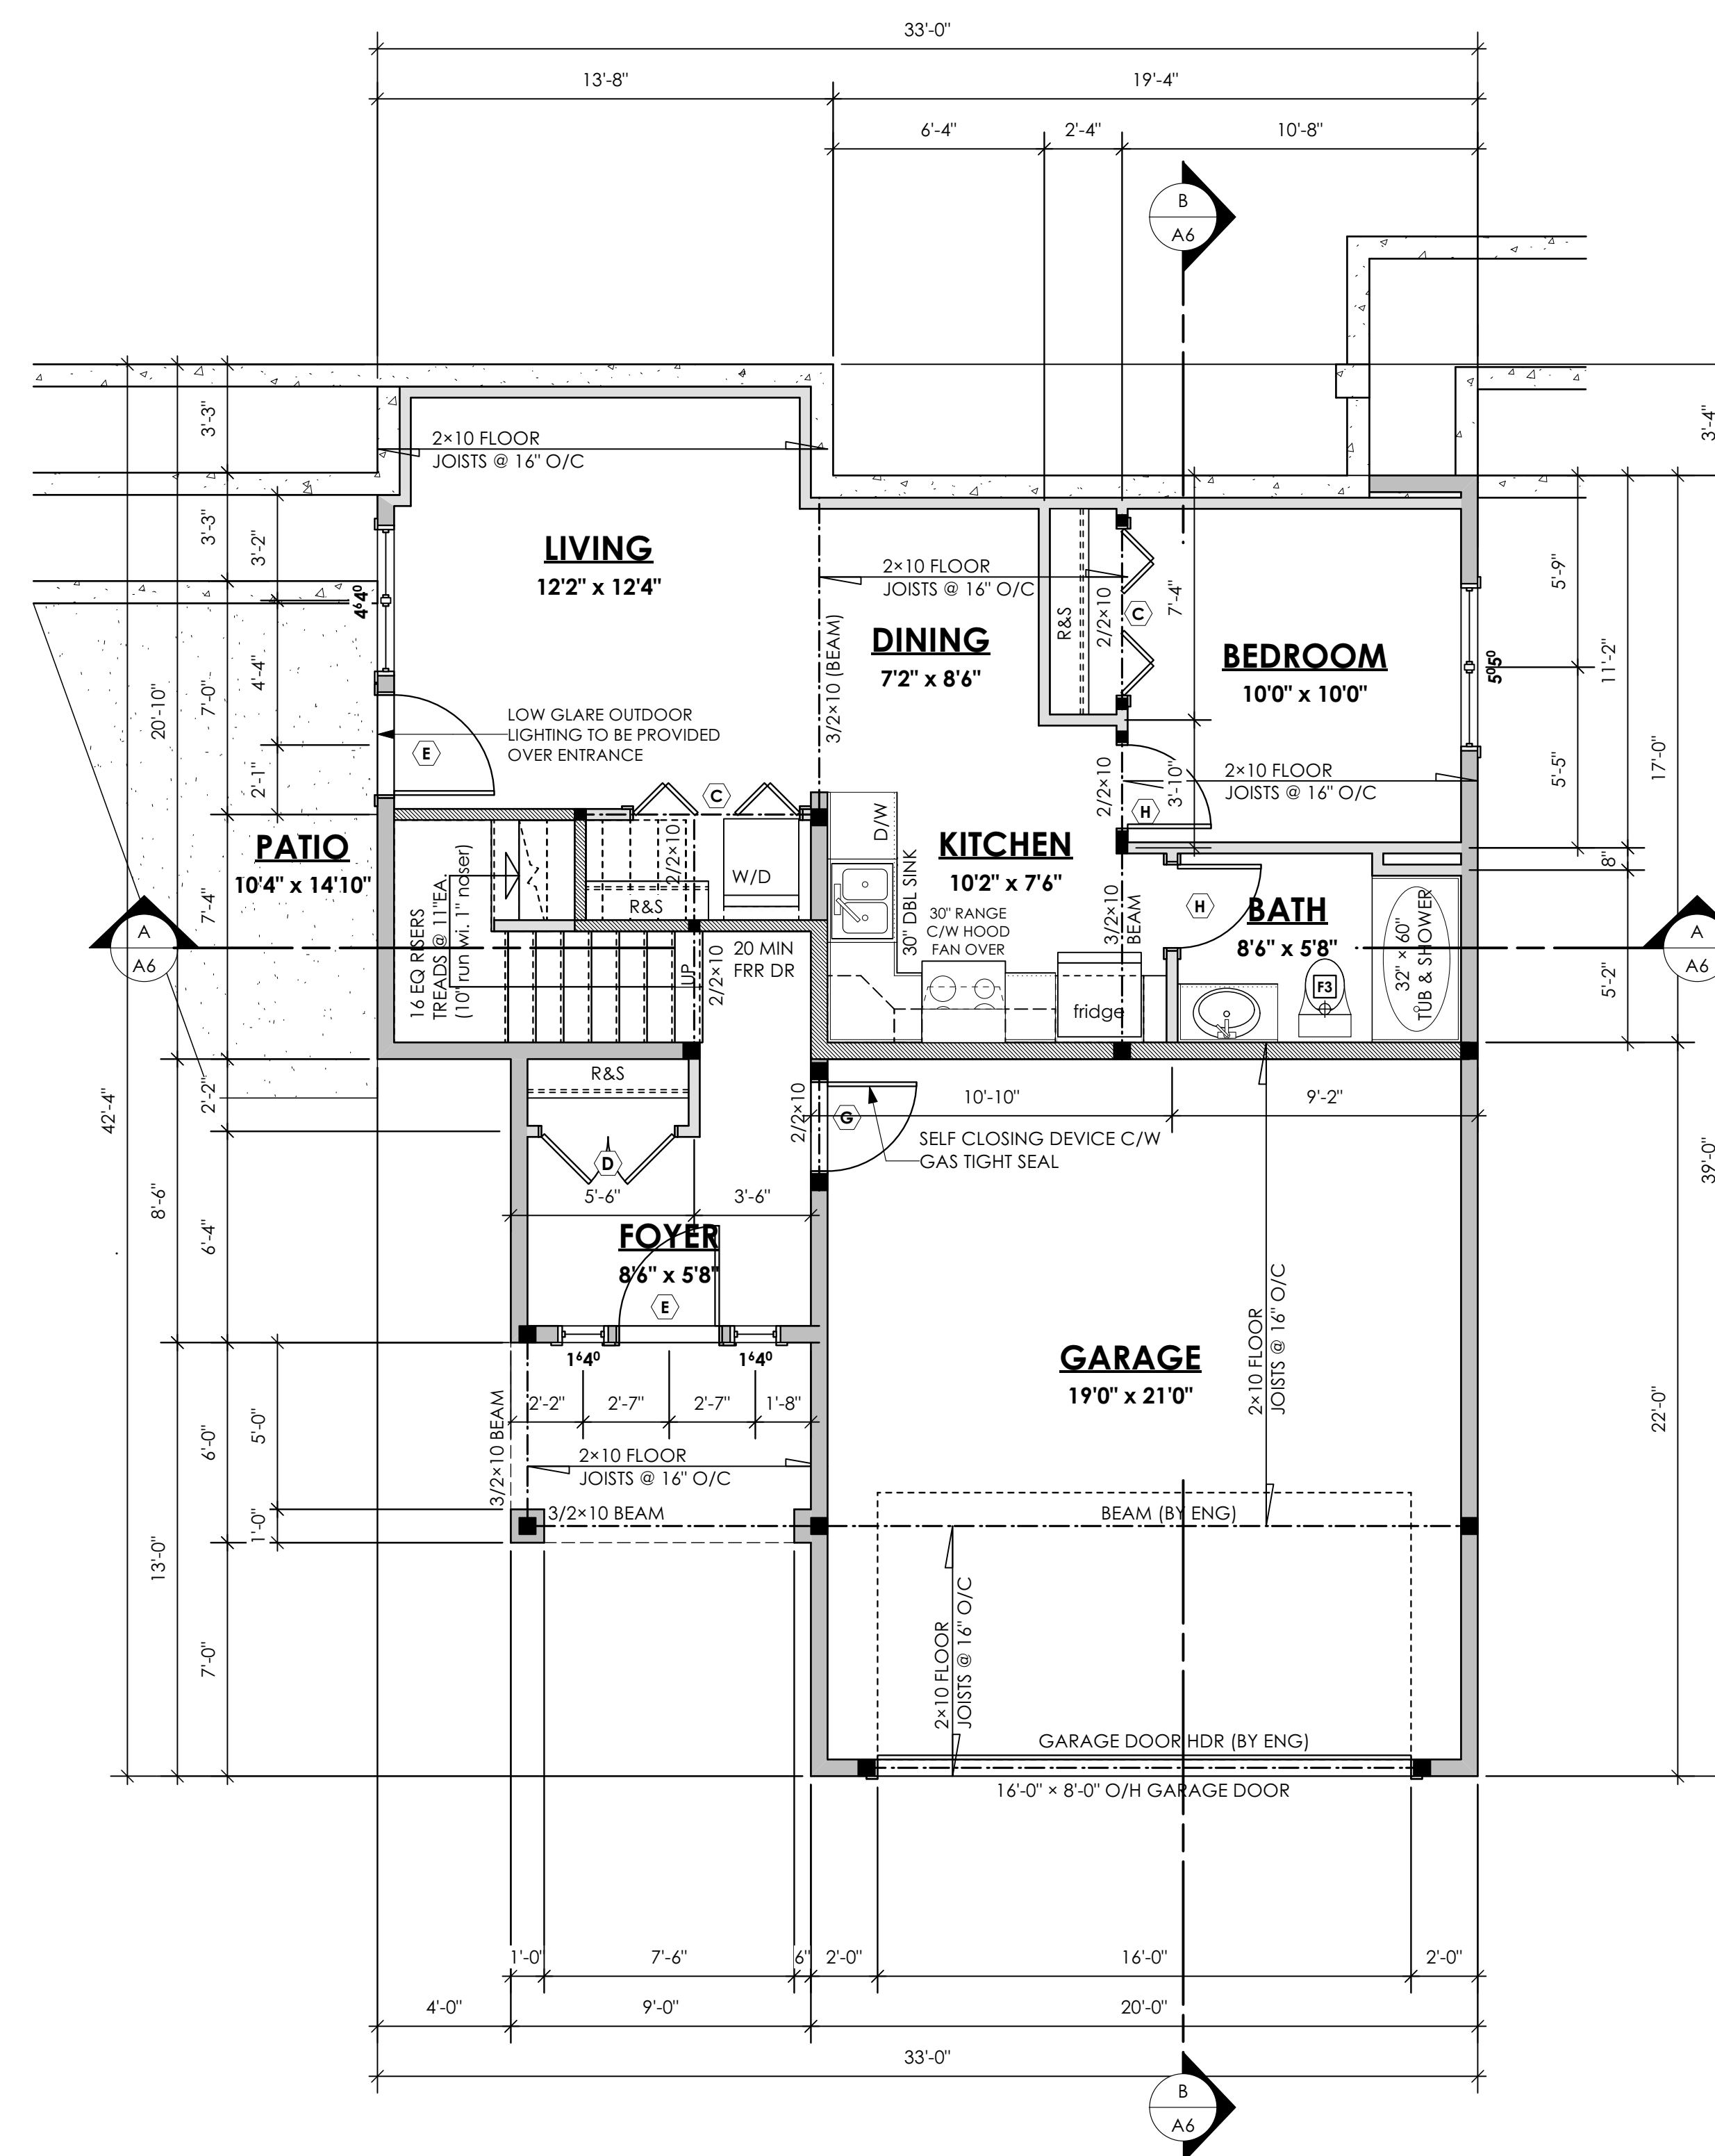 33'-0"
13'-8"
19'-4"
6'-4"
2'-4"
10'-8"
B
A6
3'-4"
3'-3"
2×10 FLOOR
JOISTS @ 16" O/C
3'-3"
3'-2"
4⁶4⁰
LIVING
12'2" x 12'4"
2×10 FLOOR
JOISTS @ 16" O/C
R&S
2/2×10
C
7'-4"
5'-9"
DINING
7'2" x 8'6"
3/2×10 (BEAM)
BEDROOM
10'0" x 10'0"
5⁰5⁰
11'-2"
20'-10"
7'-0"
4'-4"
2'-1"
LOW GLARE OUTDOOR
LIGHTING TO BE PROVIDED
OVER ENTRANCE
E
C
2/2×10
3'-10"
H
2×10 FLOOR
JOISTS @ 16" O/C
5'-5"
17'-0"
8"
PATIO
10'4" x 14'10"
16 EQ RISERS
TREADS @ 11"EA.
(10" run wi. 1" noser)
2/2×10
R&S
W/D
D/W
30" DBL SINK
KITCHEN
10'2" x 7'6"
30" RANGE
C/W HOOD
FAN OVER
3/2×10
BEAM
H
BATH
8'6" x 5'8"
32" × 60"
TUB & SHOWER
F3
fridge
7'-4"
A
A6
A
A6
UP
2/2×10
20 MIN
FRR DR
5'-2"
42'-4"
2'-2"
R&S
2/2×10
G
10'-10"
9'-2"
SELF CLOSING DEVICE C/W
GAS TIGHT SEAL
39'-0"
D
5'-6"
3'-6"
8'-6"
6'-4"
FOYER
8'6" x 5'8"
E
1⁶4⁰
1⁶4⁰
GARAGE
19'0" x 21'0"
2×10 FLOOR
JOISTS @ 16" O/C
2'-2"
2'-7"
2'-7"
1'-8"
3/2×10 BEAM
5'-0"
6'-0"
22'-0"
2×10 FLOOR
JOISTS @ 16" O/C
3/2×10 BEAM
BEAM (BY ENG)
1'-0"
13'-0"
7'-0"
2×10 FLOOR
JOISTS @ 16" O/C
GARAGE DOOR HDR (BY ENG)
16'-0" × 8'-0" O/H GARAGE DOOR
1'-0"
7'-6"
6"
2'-0"
16'-0"
2'-0"
4'-0"
9'-0"
20'-0"
33'-0"
B
A6